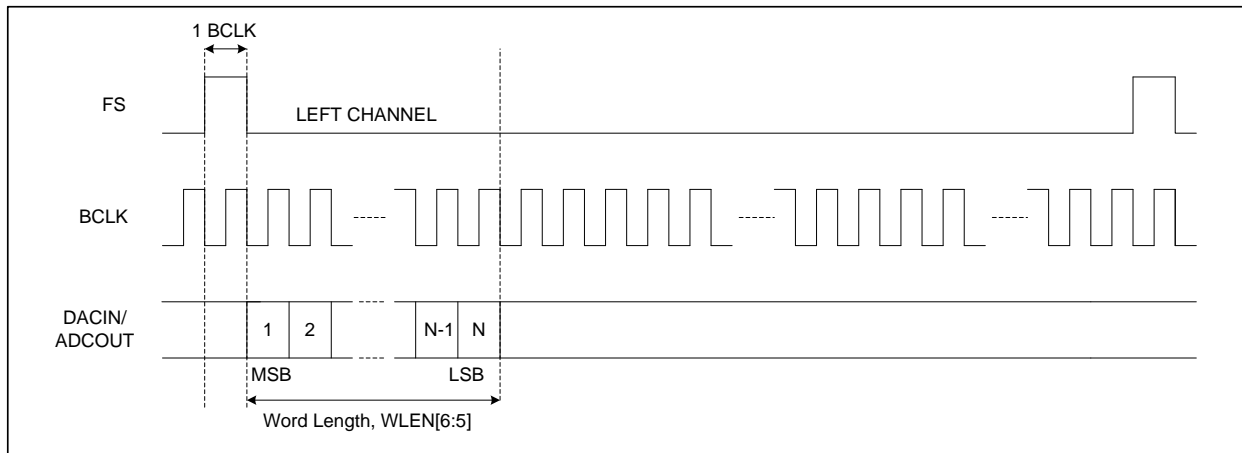 1 BCLK
FS
LEFT CHANNEL
BCLK
DACIN/
ADCOUT
1
2
N-1
N
MSB
LSB
Word Length, WLEN[6:5]